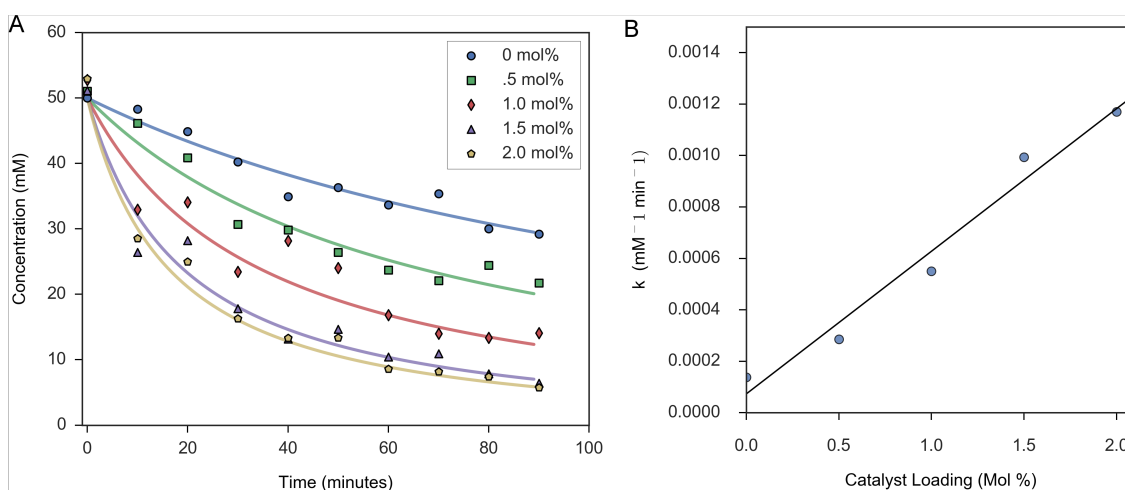 A
60
50
40
30
20
10
0
Concentration (mM)
0
20
40
60
80
100
Time (minutes)
0 mol%
.5 mol%
1.0 mol%
1.5 mol%
2.0 mol%
B
0.0014
0.0012
0.0010
0.0008
0.0006
0.0004
0.0002
0.0000
k (mM⁻1 min⁻1)
0.0
0.5
1.0
1.5
2.0
Catalyst Loading (Mol %)